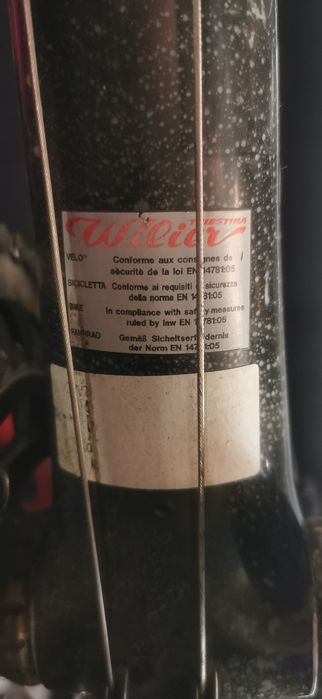 TRIESTINA
Wilier
VELO Conforme aux consignes de
sècuritè de la loi EN 14781:05
BICICLETTA Conforme ai requisiti di sicurezza
della norma EN 14781:05
BIKE In compliance with safety measures
ruled by law EN 14781:05
FAHRRAD Gemäß Sicheitserfordernis
der Norm EN 14781:05